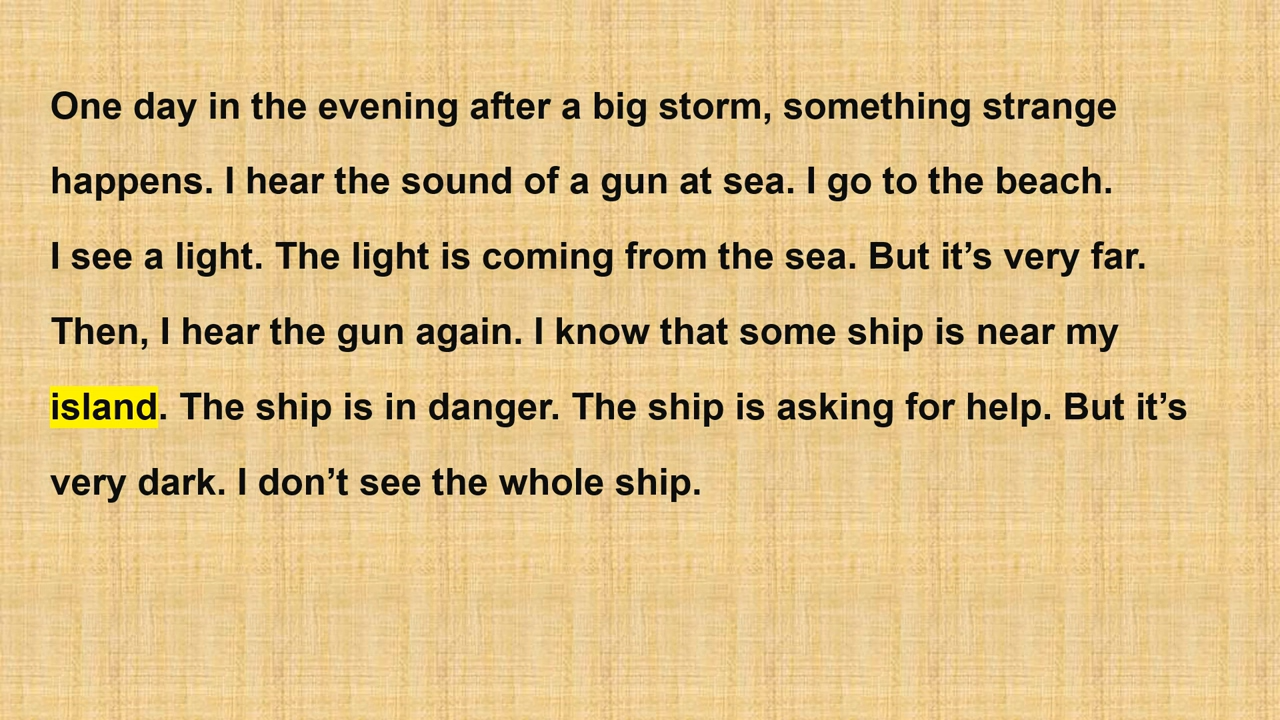 One day in the evening after a big storm, something strange
happens. I hear the sound of a gun at sea. I go to the beach.
I see a light. The light is coming from the sea. But it’s very far.
Then, I hear the gun again. I know that some ship is near my
island. The ship is in danger. The ship is asking for help. But it’s
very dark. I don’t see the whole ship.